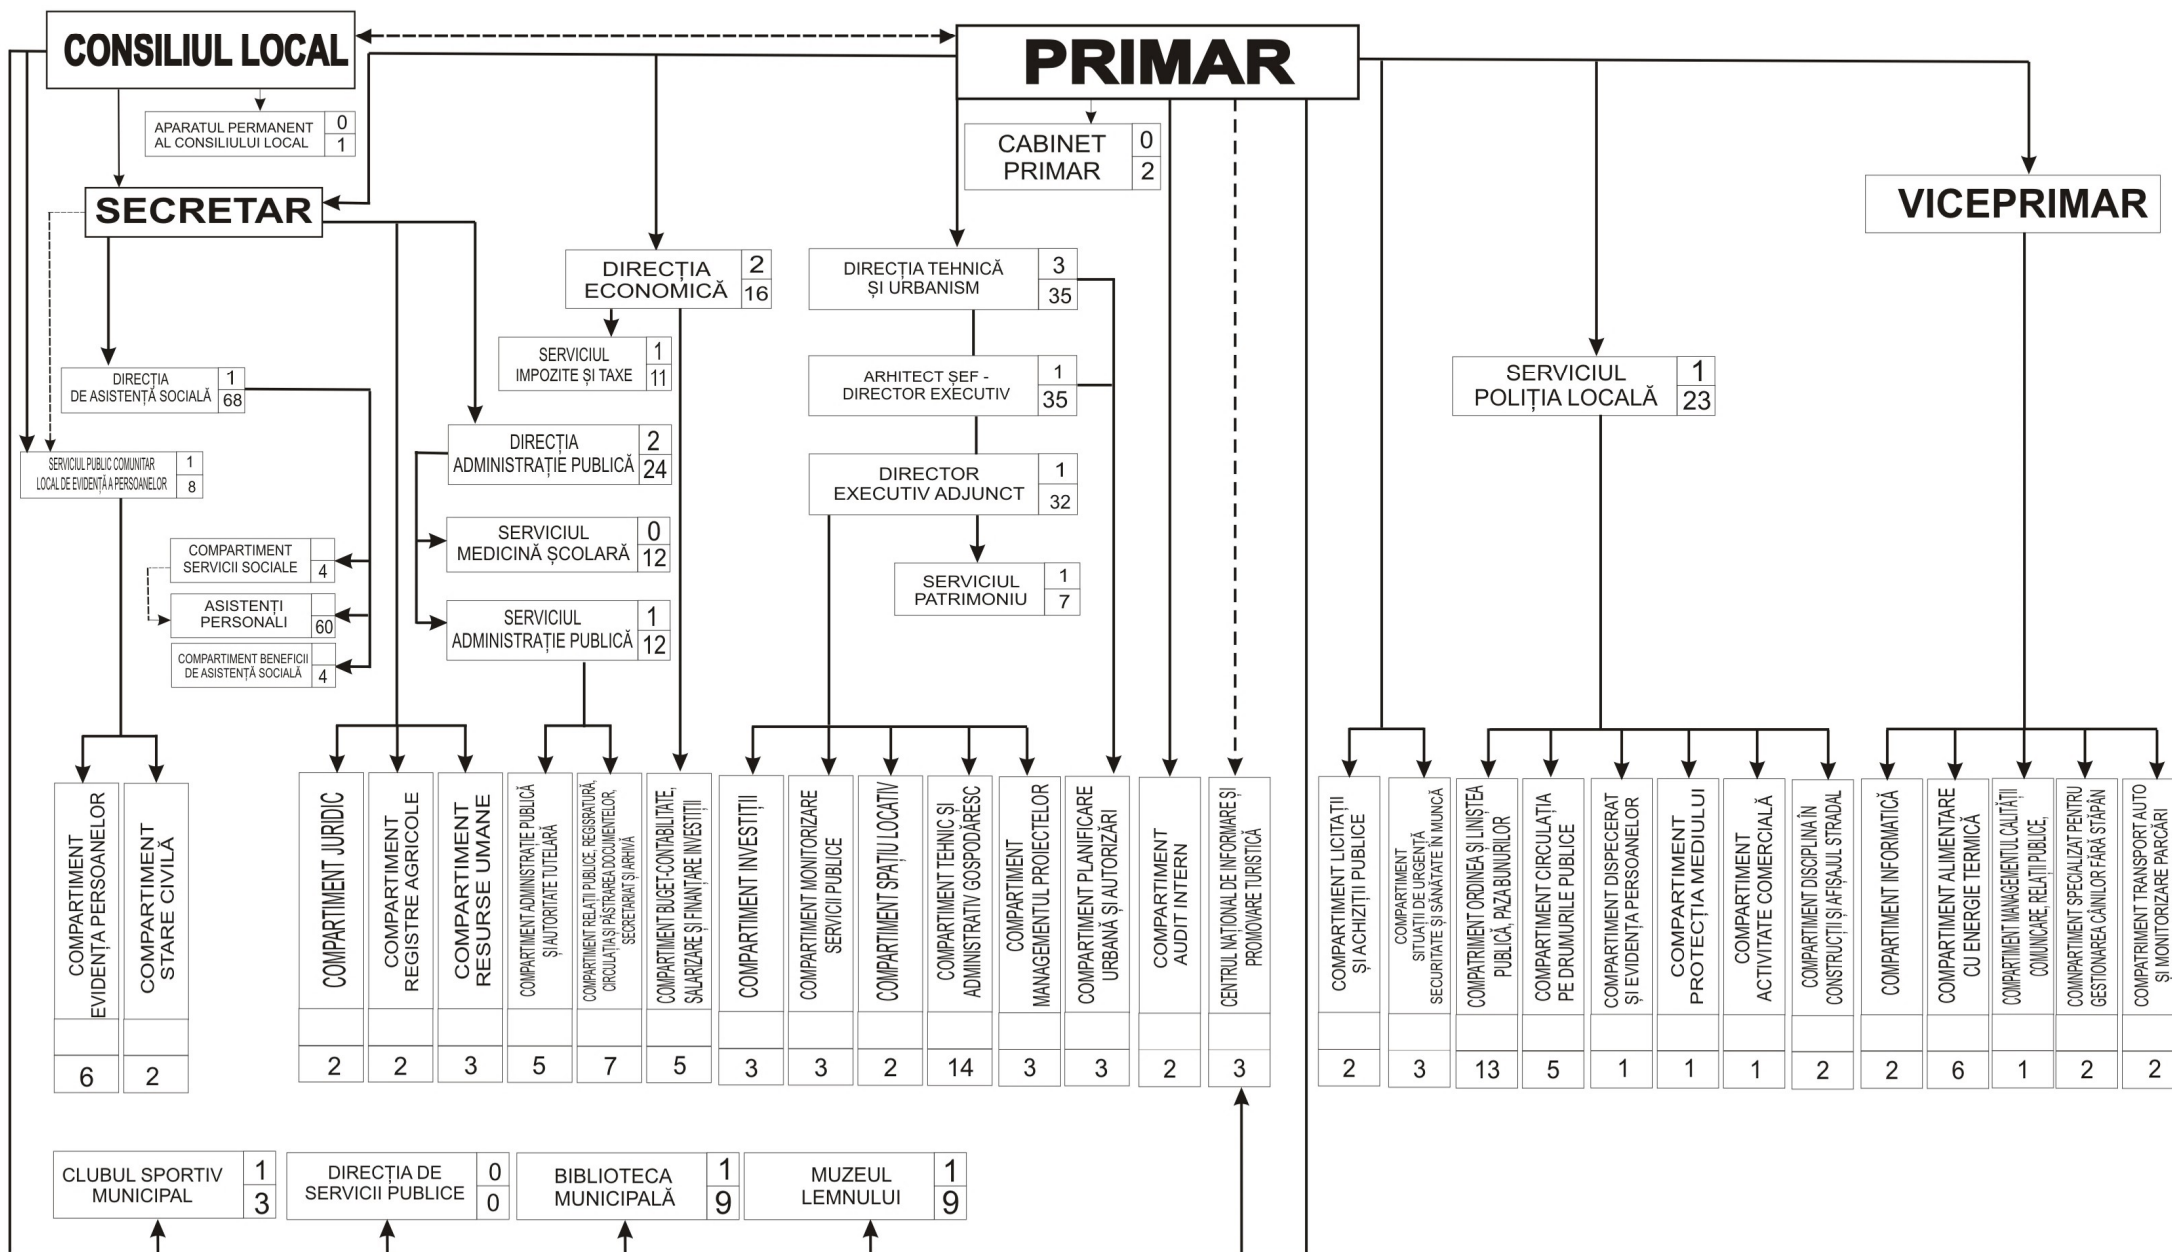 CONSILIUL LOCAL
PRIMAR
APARATUL PERMANENT
AL CONSILIULUI LOCAL
0
1
CABINET
PRIMAR
0
2
SECRETAR
VICEPRIMAR
DIRECȚIA
ECONOMICĂ
2
16
DIRECȚIA TEHNICĂ
ȘI URBANISM
3
35
SERVICIUL
IMPOZITE ȘI TAXE
1
11
ARHITECT ȘEF -
DIRECTOR EXECUTIV
1
35
SERVICIUL
POLIȚIA LOCALĂ
1
23
DIRECȚIA
DE ASISTENȚĂ SOCIALĂ
1
68
DIRECȚIA
ADMINISTRAȚIE PUBLICĂ
2
24
SERVICIUL PUBLIC COMUNITAR
LOCAL DE EVIDENȚĂ A PERSOANELOR
1
8
DIRECTOR
EXECUTIV ADJUNCT
1
32
SERVICIUL
MEDICINĂ ȘCOLARĂ
0
12
COMPARTIMENT
SERVICII SOCIALE
4
SERVICIUL
PATRIMONIU
1
7
ASISTENȚI
PERSONALI
60
SERVICIUL
ADMINISTRAȚIE PUBLICĂ
1
12
COMPARTIMENT BENEFICII
DE ASISTENȚĂ SOCIALĂ
4
COMPARTIMENT
EVIDENȚA PERSOANELOR
6
COMPARTIMENT
STARE CIVILĂ
2
COMPARTIMENT JURIDIC
2
COMPARTIMENT
REGISTRE AGRICOLE
2
COMPARTIMENT
RESURSE UMANE
3
COMPARTIMENT ADMINISTRAȚIE PUBLICĂ
ȘI AUTORITATE TUTELARĂ
5
COMPARTIMENT RELAȚII PUBLICE, REGISRATURĂ,
CIRCULAȚIA ȘI PĂSTRAREA DOCUMENTELOR,
SECRETARIAT ȘI ARHIVĂ
7
COMPARTIMENT BUGET-CONTABILITATE,
SALARIZARE ȘI FINANȚARE INVESTIȚII
5
COMPARTIMENT INVESTIȚIȚII
3
COMPARTIMENT MONITORIZARE
SERVICII PUBLICE
3
COMPARTIMENT SPAȚIU LOCATIV
2
COMPARTIMENT TEHNIC ȘI
ADMINISTRATIV GOSPODĂRESC
14
COMPARTIMENT
MANAGEMENTUL PROIECTELOR
3
COMPARTIMENT PLANIFICARE
URBANĂ ȘI AUTORIZĂRI
3
COMPARTIMENT
AUDIT INTERN
2
CENTRUL NAȚIONAL DE INFORMARE ȘI
PROMOVARE TURISTICĂ
3
COMPARTIMENT LICITAȚII
ȘI ACHIZIȚII PUBLICE
2
COMPARTIMENT
SITUAȚII DE URGENȚĂ
SECURITATE ȘI SĂNĂTATE ÎN MUNCĂ
3
COMPATRIMENT ORDINEA ȘI LINIȘTEA
PUBLICĂ, PAZA BUNURILOR
13
COMPARTIMENT CIRCULAȚIA
PE DRUMURILE PUBLICE
5
COMPARTIMENT DISPECERAT
ȘI EVIDENȚA PERSOANELOR
1
COMPARTIMENT
PROTECȚIA MEDIULUI
1
COMPARTIMENT
ACTIVITATE COMERCIALĂ
1
COMPARTIMENT DISCIPLINA ÎN
CONSTRUCȚII ȘI AFIȘAJUL STRADAL
2
COMPARTIMENT INFORMATICĂ
2
COMPARTIMENT ALIMENTARE
CU ENERGIE TERMICĂ
6
COMPARTIMENT MANAGEMENTUL CALITĂȚII
COMUNICARE, RELAȚII PUBLICE,
1
COMNPARTIMENT SPECIALIZAT PENTRU
GESTIONAREA CÂINILOR FĂRĂ STĂPÂN
2
COMPATRIMENT TRANSPORT AUTO
ȘI MONITORIZARE PARCĂRI
2
CLUBUL SPORTIV
MUNICIPAL
1
3
DIRECȚIA DE
SERVICII PUBLICE
0
0
BIBLIOTECA
MUNICIPALĂ
1
9
MUZEUL
LEMNULUI
1
9